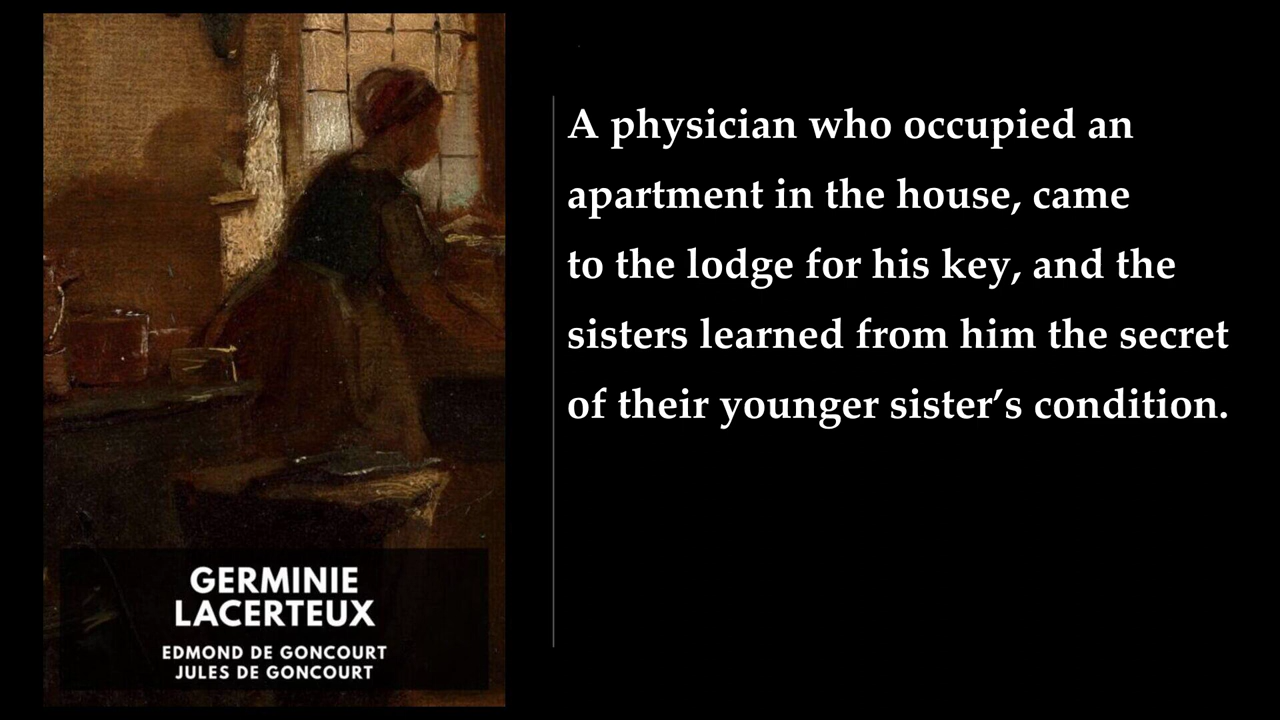 A physician who occupied an
apartment in the house, came
to the lodge for his key, and the
sisters learned from him the secret
of their younger sister’s condition.
GERMINIE
LACERTEUX
EDMOND DE GONCOURT
JULES DE GONCOURT